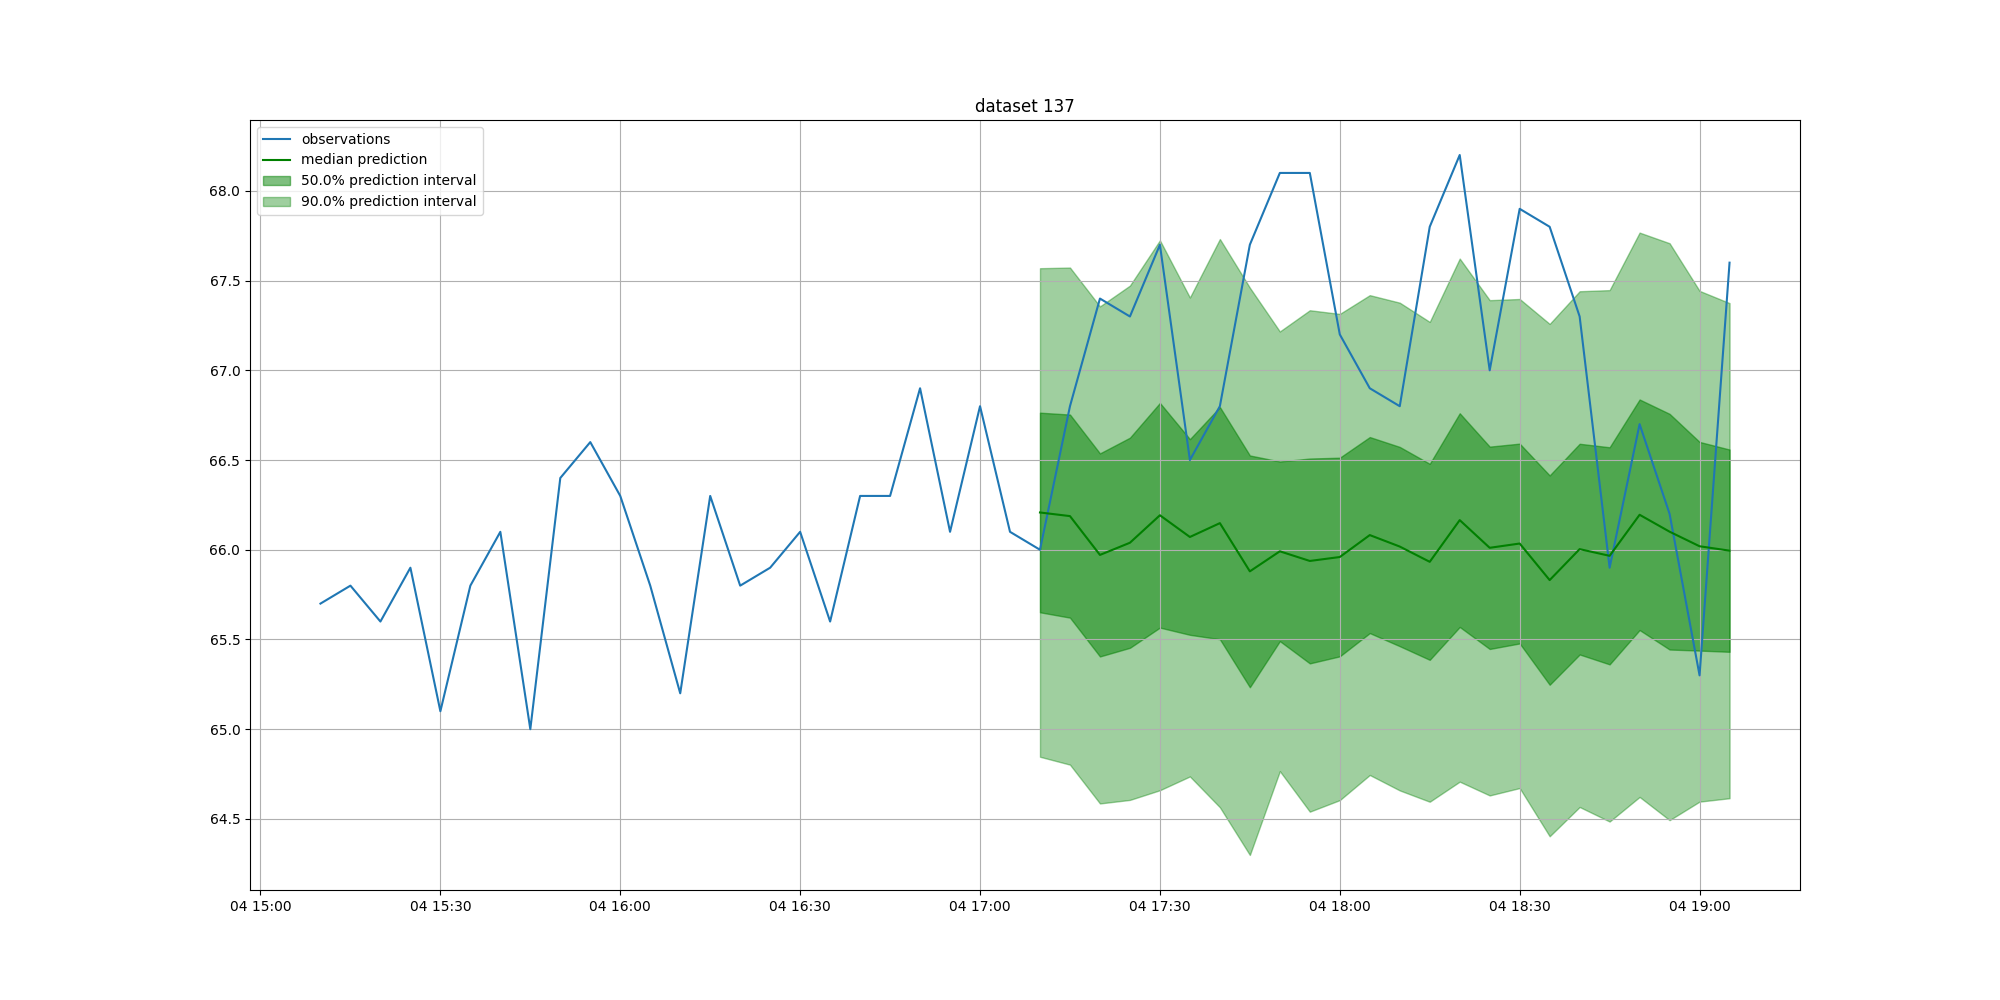 dataset 137
observations
median prediction
50.0% prediction interval
90.0% prediction interval
68.0
67.5
67.0
66.5
66.0
65.5
65.0
64.5
04 15:00 04 15:30 04 16:00 04 16:30 04 17:00 04 17:30 04 18:00 04 18:30 04 19:00